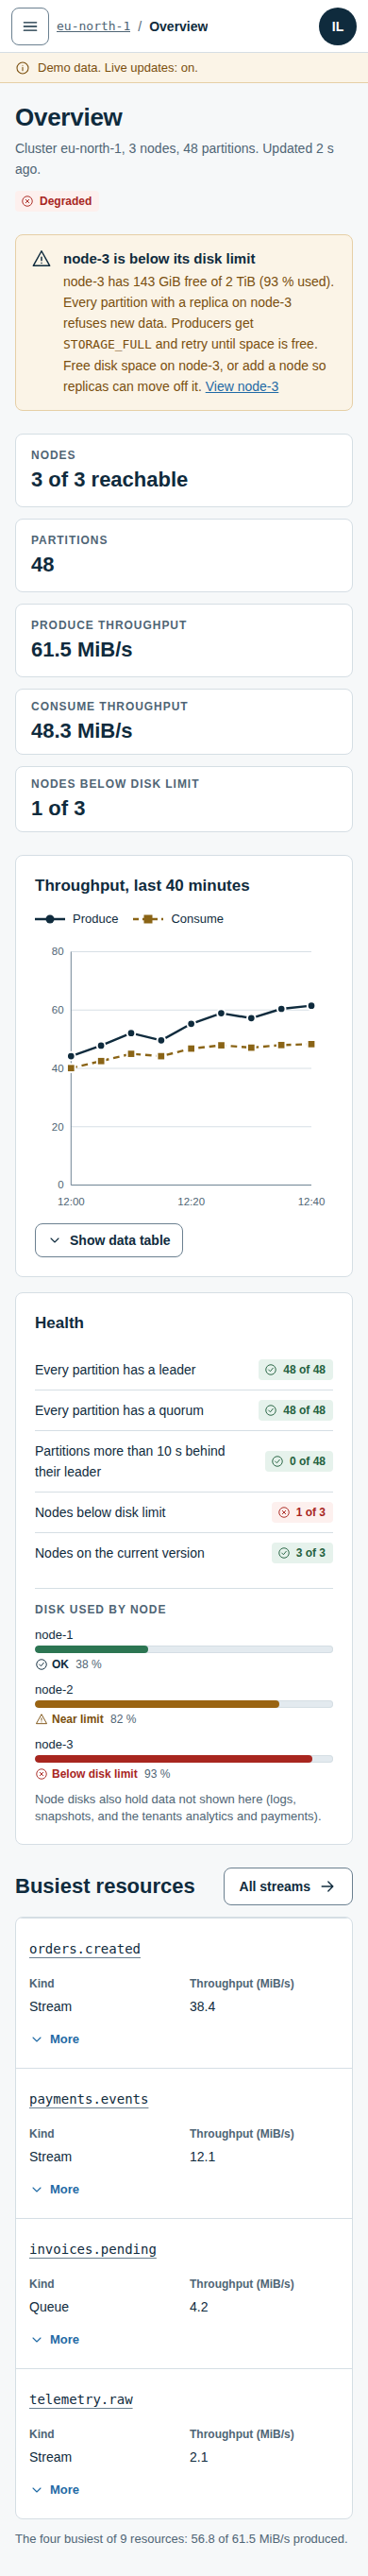 eu-north-1 / Overview IL
Demo data. Live updates: on.
Overview
Cluster eu-north-1, 3 nodes, 48 partitions. Updated 2 s
ago.
Degraded
node-3 is below its disk limit
node-3 has 143 GiB free of 2 TiB (93 % used).
Every partition with a replica on node-3
refuses new data. Producers get
STORAGE_FULL and retry until space is free.
Free disk space on node-3, or add a node so
replicas can move off it. View node-3
NODES
3 of 3 reachable
PARTITIONS
48
PRODUCE THROUGHPUT
61.5 MiB/s
CONSUME THROUGHPUT
48.3 MiB/s
NODES BELOW DISK LIMIT
1 of 3
Throughput, last 40 minutes
Produce Consume
80
60
40
20
0
12:00 12:20 12:40
Show data table
Health
Every partition has a leader 48 of 48
Every partition has a quorum 48 of 48
Partitions more than 10 s behind
their leader 0 of 48
Nodes below disk limit 1 of 3
Nodes on the current version 3 of 3
DISK USED BY NODE
node-1
OK 38 %
node-2
Near limit 82 %
node-3
Below disk limit 93 %
Node disks also hold data not shown here (logs,
snapshots, and the tenants analytics and payments).
Busiest resources All streams
orders.created
Kind Throughput (MiB/s)
Stream 38.4
More
payments.events
Kind Throughput (MiB/s)
Stream 12.1
More
invoices.pending
Kind Throughput (MiB/s)
Queue 4.2
More
telemetry.raw
Kind Throughput (MiB/s)
Stream 2.1
More
The four busiest of 9 resources: 56.8 of 61.5 MiB/s produced.